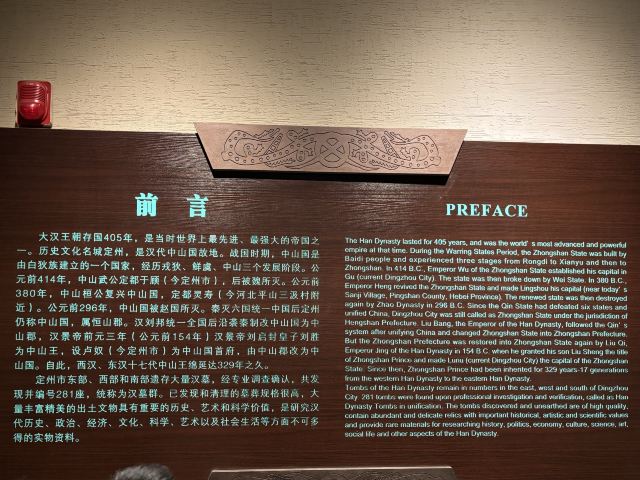 前 言
大汉王朝存国405年，是当时世界上最先进、最强大的帝国之
一。历史文化名城定州，是汉代中山国故地。战国时期，中山国是
由白狄族建立的一个国家，经历戎狄、鲜虞、中山三个发展阶段。公
元前414年，中山武公定都于顾（今定州市），后被魏所灭。公元前
380年，中山桓公复兴中山国，定都灵寿（今河北平山三汲村附
近）。公元前296年，中山国被赵国所灭。秦灭六国统一中国后定州
仍称中山国，属恒山郡。汉刘邦统一全国后沿袭秦制改中山国为中
山郡，汉景帝前元三年（公元前154年）汉景帝刘启封皇子刘胜
为中山王，设卢奴（今定州市）为中山国首府，由中山郡改为中
山国。自此，西汉、东汉十七代中山王绵延达329年之久。
定州市东部、西部和南部遗存大量汉墓，经专业调查确认，共发
现并编号281座，统称为汉墓群。已发现和清理的墓葬规格很高，大
量丰富精美的出土文物具有重要的历史、艺术和科学价值，是研究汉
代历史、政治、经济、文化、科学、艺术以及社会生活等方面不可多
得的实物资料。
PREFACE
The Han Dynasty lasted for 405 years, and was the world's most advanced and powerful
empire at that time. During the Warring States Period, the Zhongshan State was built by
Baidi people and experienced three stages from Rongdi to Xianyu and then to
Zhongshan. In 414 B.C., Emperor Wu of the Zhongshan State established his capital in
Gu (current Dingzhou City). The state was then broke down by Wei State. In 380 B.C.,
Emperor Heng revived the Zhongshan State and made Lingshou his capital (near today's
Sanji Village, Pingshan County, Hebei Province). The renewed state was then destroyed
again by Zhao Dynasty in 296 B.C. Since the Qin State had defeated six states and
unified China, Dingzhou City was still called as Zhongshan State under the jurisdiction of
Hengshan Prefecture. Liu Bang, the Emperor of the Han Dynasty, followed the Qin's
system after unifying China and changed Zhongshan State into Zhongshan Prefecture.
But the Zhongshan Prefecture was restored into Zhongshan State again by Liu Qi,
Emperor Jing of the Han Dynasty in 154 B.C. when he granted his son Liu Sheng the title
of Zhongshan Prince and made Lunu (current Dingzhou City) the capital of the Zhongshan
State. Since then, Zhongshan Prince had been inherited for 329 years-17 generations
from the western Han Dynasty to the eastern Han Dynasty.
Tombs of the Han Dynasty remain in numbers in the east, west and south of Dingzhou
City. 281 tombs were found upon professional investigation and verification, called as Han
Dynasty Tombs in unification. The tombs discovered and unearthed are of high quality,
contain abundant and delicate relics with important historical, artistic and scientific values
and provide rare materials for researching history, politics, economy, culture, science, art,
social life and other aspects of the Han Dynasty.